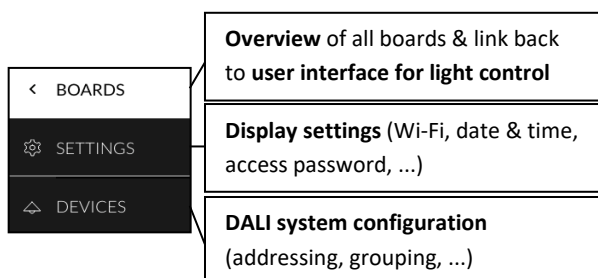 Overview of all boards & link back
to user interface for light control
< BOARDS
Display settings (Wi-Fi, date & time,
access password, ...)
SETTINGS
DALI system configuration
(addressing, grouping, ...)
DEVICES